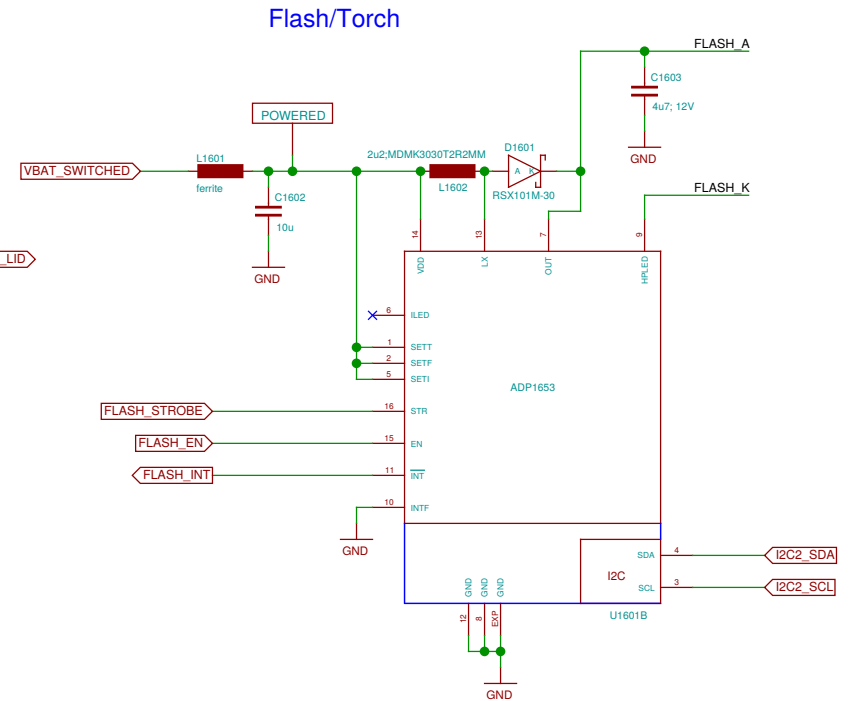 Flash/Torch
FLASH_A
C1603
4u7; 12V
GND
POWERED
VBAT_SWITCHED
L1601
ferrite
C1602
10u
GND
2u2;MDMK3030T2R2MM
L1602
D1601
A K
RSX101M-30
FLASH_K
_LID
14
13
7
9
VDD
LX
OUT
HPLED
6 ILED
1 SETT
2 SETF
5 SETI
ADP1653
FLASH_STROBE 16 STR
FLASH_EN 15 EN
FLASH_INT 11 INT
10 INTF
GND
I2C
SDA 4 I2C2_SDA
SCL 3 I2C2_SCL
GND GND GND
12 8 EXP
U1601B
GND